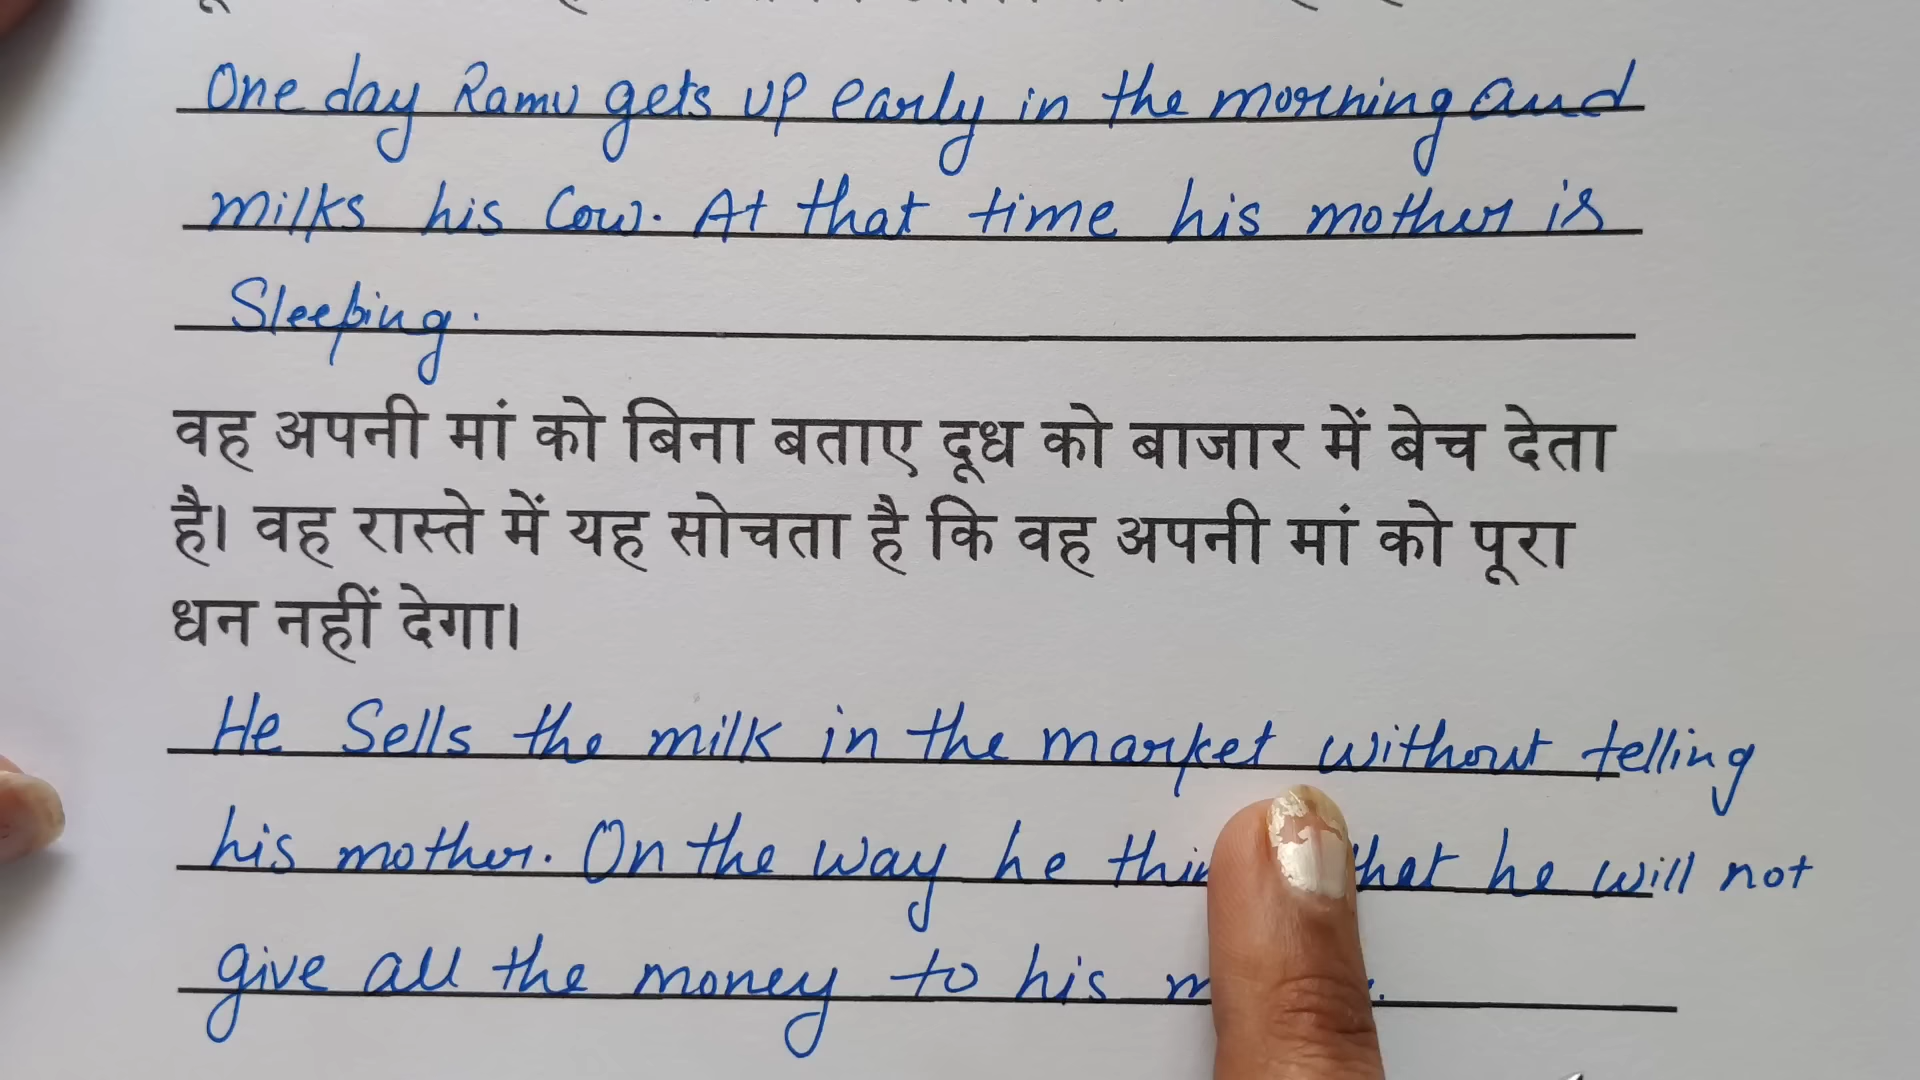 One day Ramu gets up early in the morning and
milks his Cow. At that time his mother is
Sleeping.
वह अपनी मां को बिना बताए दूध को बाजार में बेच देता
है। वह रास्ते में यह सोचता है कि वह अपनी मां को पूरा
धन नहीं देगा।
He Sells the milk in the market without telling
his mother. On the way he that he will not
give all the money to his